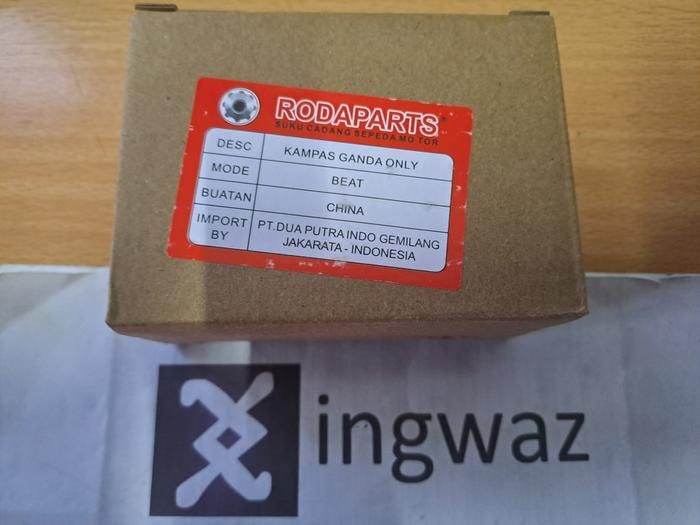 RODAPARTS
SUKU CADANG SEPEDA MOTOR
DESC KAMPAS GANDA ONLY
MODE BEAT
BUATAN CHINA
IMPORT BY PT.DUA PUTRA INDO GEMILANG
JAKARATA - INDONESIA
ingwaz